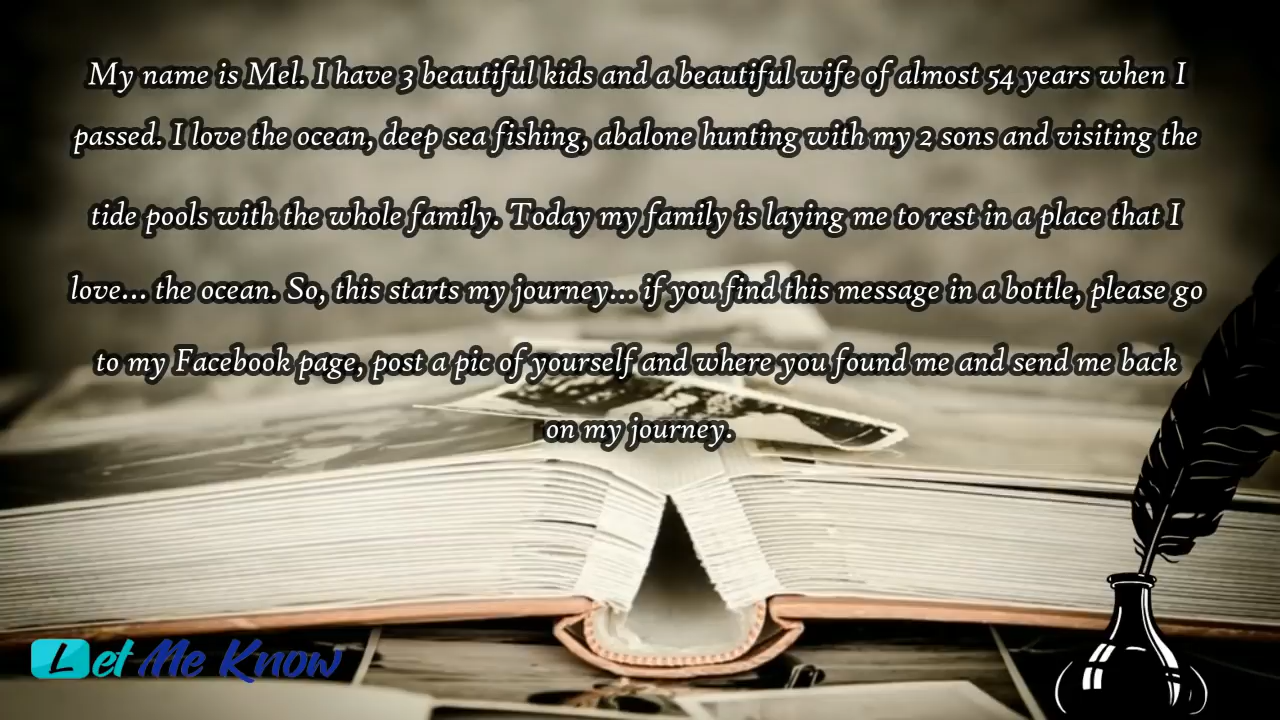 My name is Mel. I have 3 beautiful kids and a beautiful wife of almost 54 years when I
passed. I love the ocean, deep sea fishing, abalone hunting with my 2 sons and visiting the
tide pools with the whole family. Today my family is laying me to rest in a place that I
love... the ocean. So, this starts my journey... if you find this message in a bottle, please go
to my Facebook page, post a pic of yourself and where you found me and send me back
on my journey.
Let Me Know